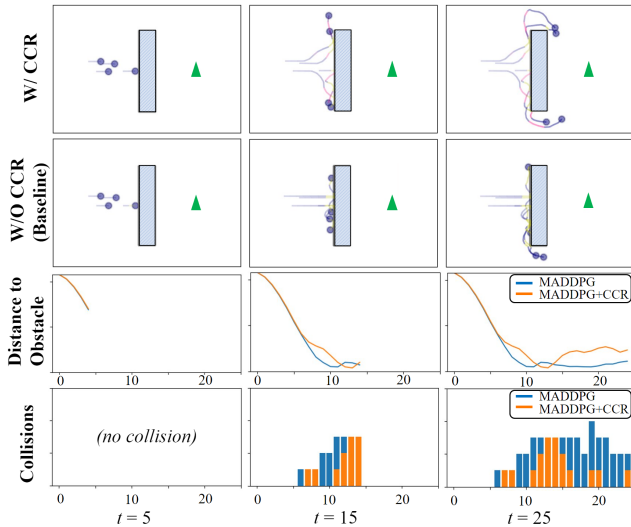 W/ CCR
W/O CCR
(Baseline)
Distance to
Obstacle
MADDPG
MADDPG+CCR
0 10 20
0 10 20
0 10 20
Collisions
(no collision)
MADDPG
MADDPG+CCR
0 10 20
0 10 20
0 10 20
t = 5
t = 15
t = 25